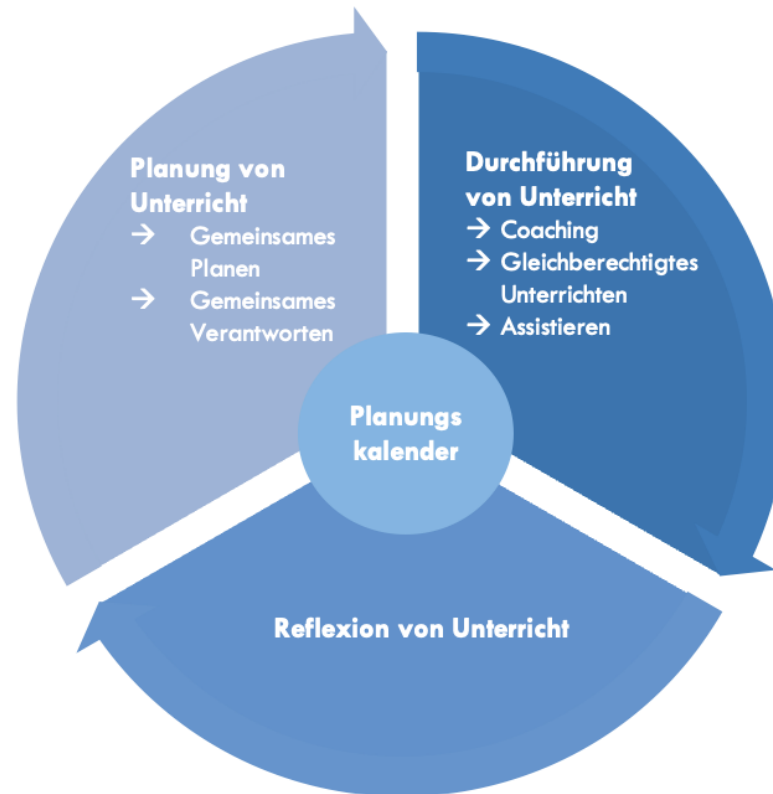 Planung von
Unterricht
→ Gemeinsames
Planen
→ Gemeinsames
Verantworten
Durchführung
von Unterricht
→ Coaching
→ Gleichberechtigtes
Unterrichten
→ Assistieren
Planungs
kalender
Reflexion von Unterricht